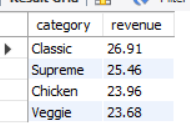 category revenue
Classic 26.91
Supreme 25.46
Chicken 23.96
Veggie 23.68